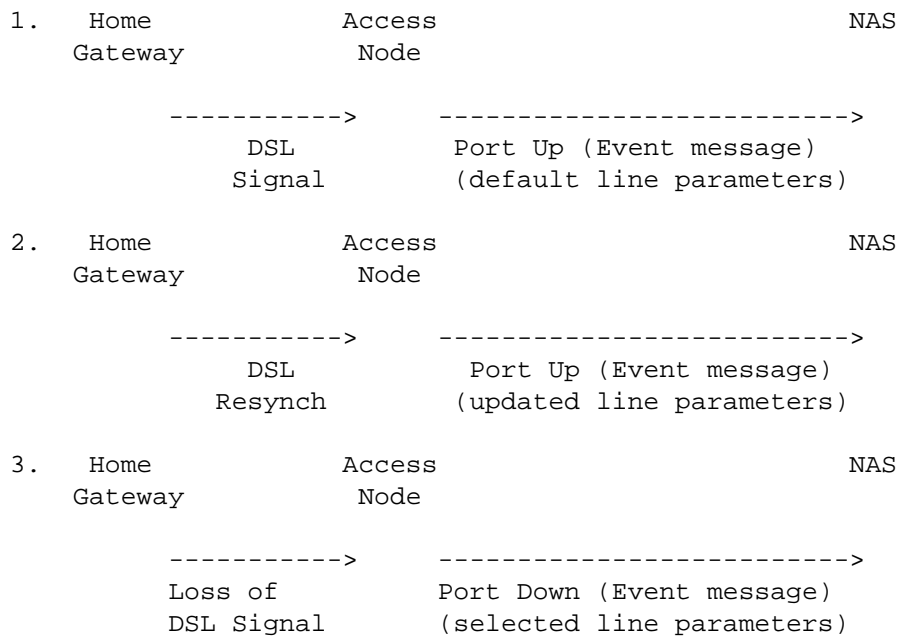 1.   Home            Access                          NAS
    Gateway           Node

          ----------->     -------------------------->
               DSL          Port Up (Event message)
              Signal        (default line parameters)

2.   Home            Access                          NAS
    Gateway           Node

          ----------->     -------------------------->
               DSL           Port Up (Event message)
             Resynch        (updated line parameters)

3.   Home            Access                          NAS
    Gateway           Node

          ----------->     -------------------------->
          Loss of          Port Down (Event message)
          DSL Signal       (selected line parameters)